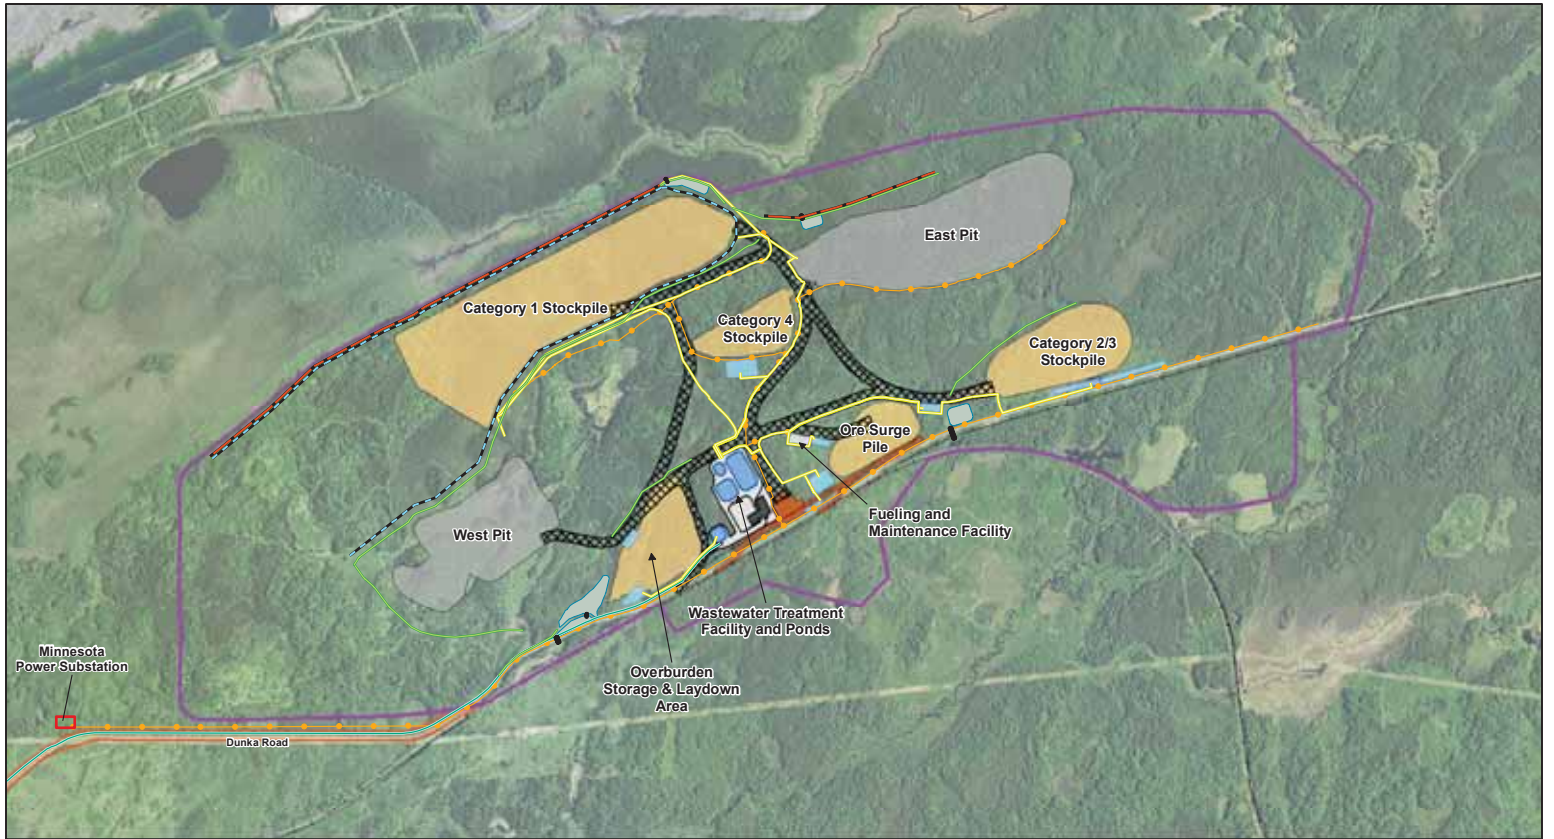 East Pit
Category 1 Stockpile
Category 4
Stockpile
Category 2/3
Stockpile
Ore Surge
Pile
Fueling and
Maintenance Facility
West Pit
Wastewater Treatment
Facility and Ponds
Minnesota
Power Substation
Overburden
Storage & Laydown
Area
Dunka Road